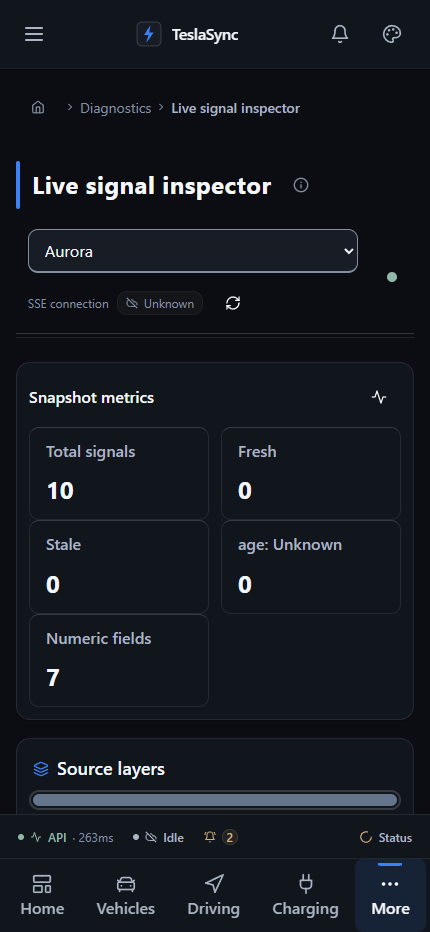 TeslaSync
Diagnostics Live signal inspector
Live signal inspector
Aurora
SSE connection Unknown
Snapshot metrics
Total signals
10
Fresh
0
Stale
0
age: Unknown
0
Numeric fields
7
Source layers
API · 263ms Idle 2 Status
Home Vehicles Driving Charging More